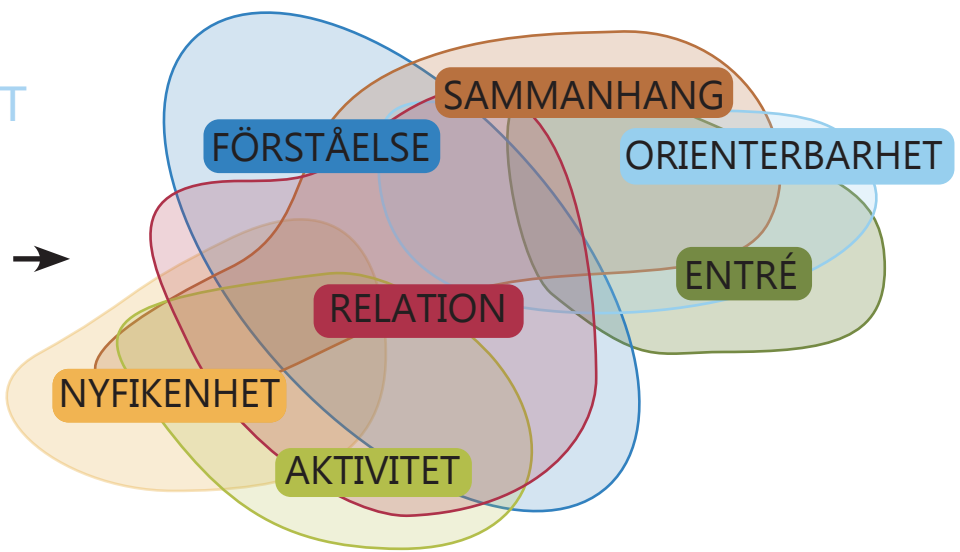 T
SAMMANHANG
FÖRSTÅELSE
ORIENTERBARHET
ENTRÉ
RELATION
NYFIKENHET
AKTIVITET